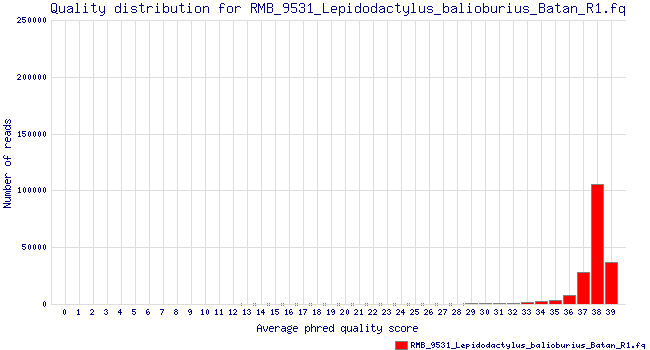 Quality distribution for RMB_9531_Lepidodactylus_balioburius_Batan_R1.fq
250000
200000
150000
100000
50000
0
Number of reads
0 1 2 3 4 5 6 7 8 9 10 11 12 13 14 15 16 17 18 19 20 21 22 23 24 25 26 27 28 29 30 31 32 33 34 35 36 37 38 39
Average phred quality score
RMB_9531_Lepidodactylus_balioburius_Batan_R1.fq